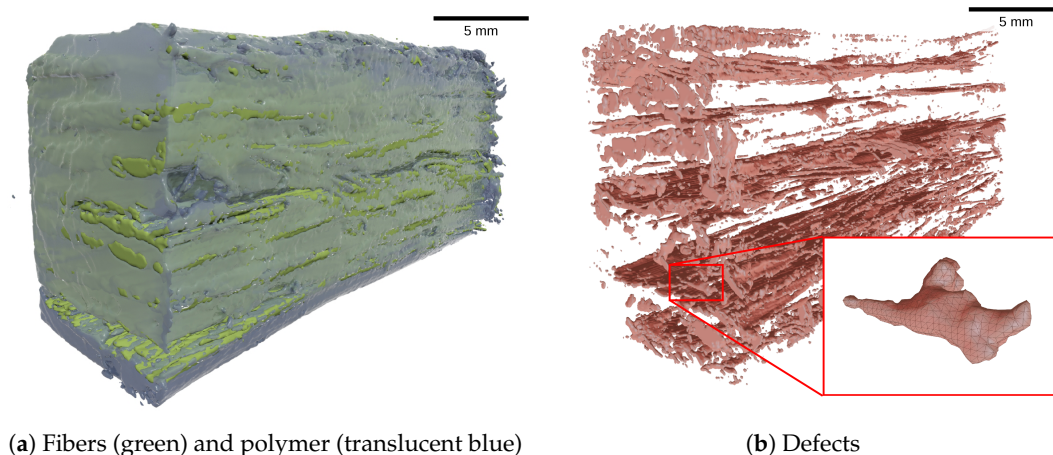 5 mm
5 mm
(a) Fibers (green) and polymer (translucent blue)
(b) Defects